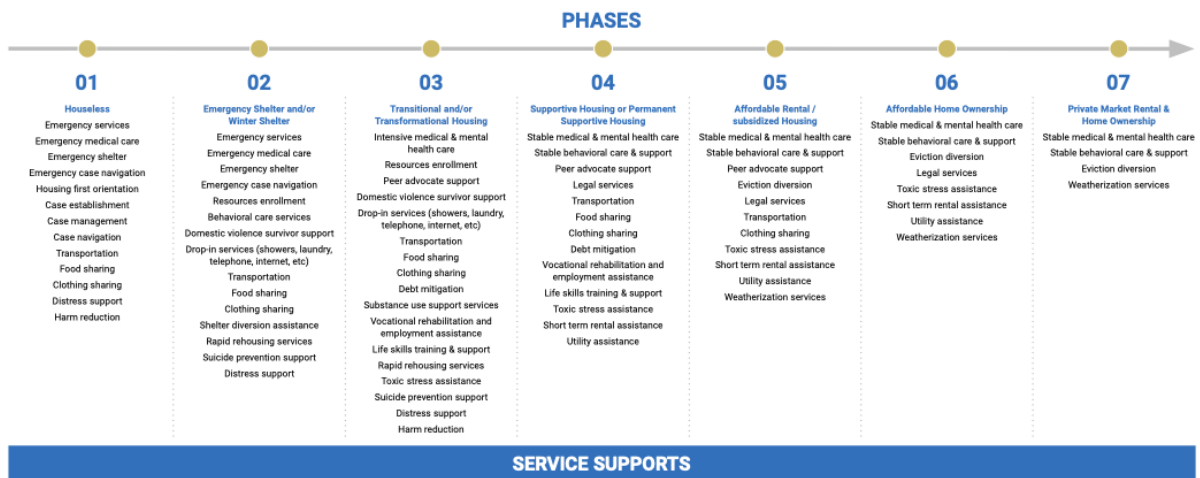 PHASES
01
Houseless
Emergency services
Emergency medical care
Emergency shelter
Emergency case navigation
Housing first orientation
Case establishment
Case management
Case navigation
Transportation
Food sharing
Clothing sharing
Distress support
Harm reduction
02
Emergency Shelter and/or
Winter Shelter
Emergency services
Emergency medical care
Emergency shelter
Emergency case navigation
Resources enrollment
Behavioral care services
Domestic violence survivor support
Drop-in services (showers, laundry,
telephone, internet, etc)
Transportation
Food sharing
Clothing sharing
Shelter diversion assistance
Rapid rehousing services
Suicide prevention support
Distress support
03
Transitional and/or
Transformational Housing
Intensive medical & mental
health care
Resources enrollment
Peer advocate support
Domestic violence survivor support
Drop-in services (showers, laundry,
telephone, internet, etc)
Transportation
Food sharing
Clothing sharing
Debt mitigation
Substance use support services
Vocational rehabilitation and
employment assistance
Life skills training & support
Rapid rehousing services
Toxic stress assistance
Suicide prevention support
Distress support
Harm reduction
04
Supportive Housing or Permanent
Supportive Housing
Stable medical & mental health care
Stable behavioral care & support
Peer advocate support
Legal services
Transportation
Food sharing
Clothing sharing
Debt mitigation
Vocational rehabilitation and
employment assistance
Life skills training & support
Toxic stress assistance
Short term rental assistance
Utility assistance
05
Affordable Rental /
subsidized Housing
Stable medical & mental health care
Stable behavioral care & support
Peer advocate support
Eviction diversion
Legal services
Transportation
Clothing sharing
Toxic stress assistance
Short term rental assistance
Utility assistance
Weatherization services
06
Affordable Home Ownership
Stable medical & mental health care
Stable behavioral care & support
Eviction diversion
Legal services
Toxic stress assistance
Short term rental assistance
Utility assistance
Weatherization services
07
Private Market Rental &
Home Ownership
Stable medical & mental health care
Stable behavioral care & support
Eviction diversion
Weatherization services
SERVICE SUPPORTS